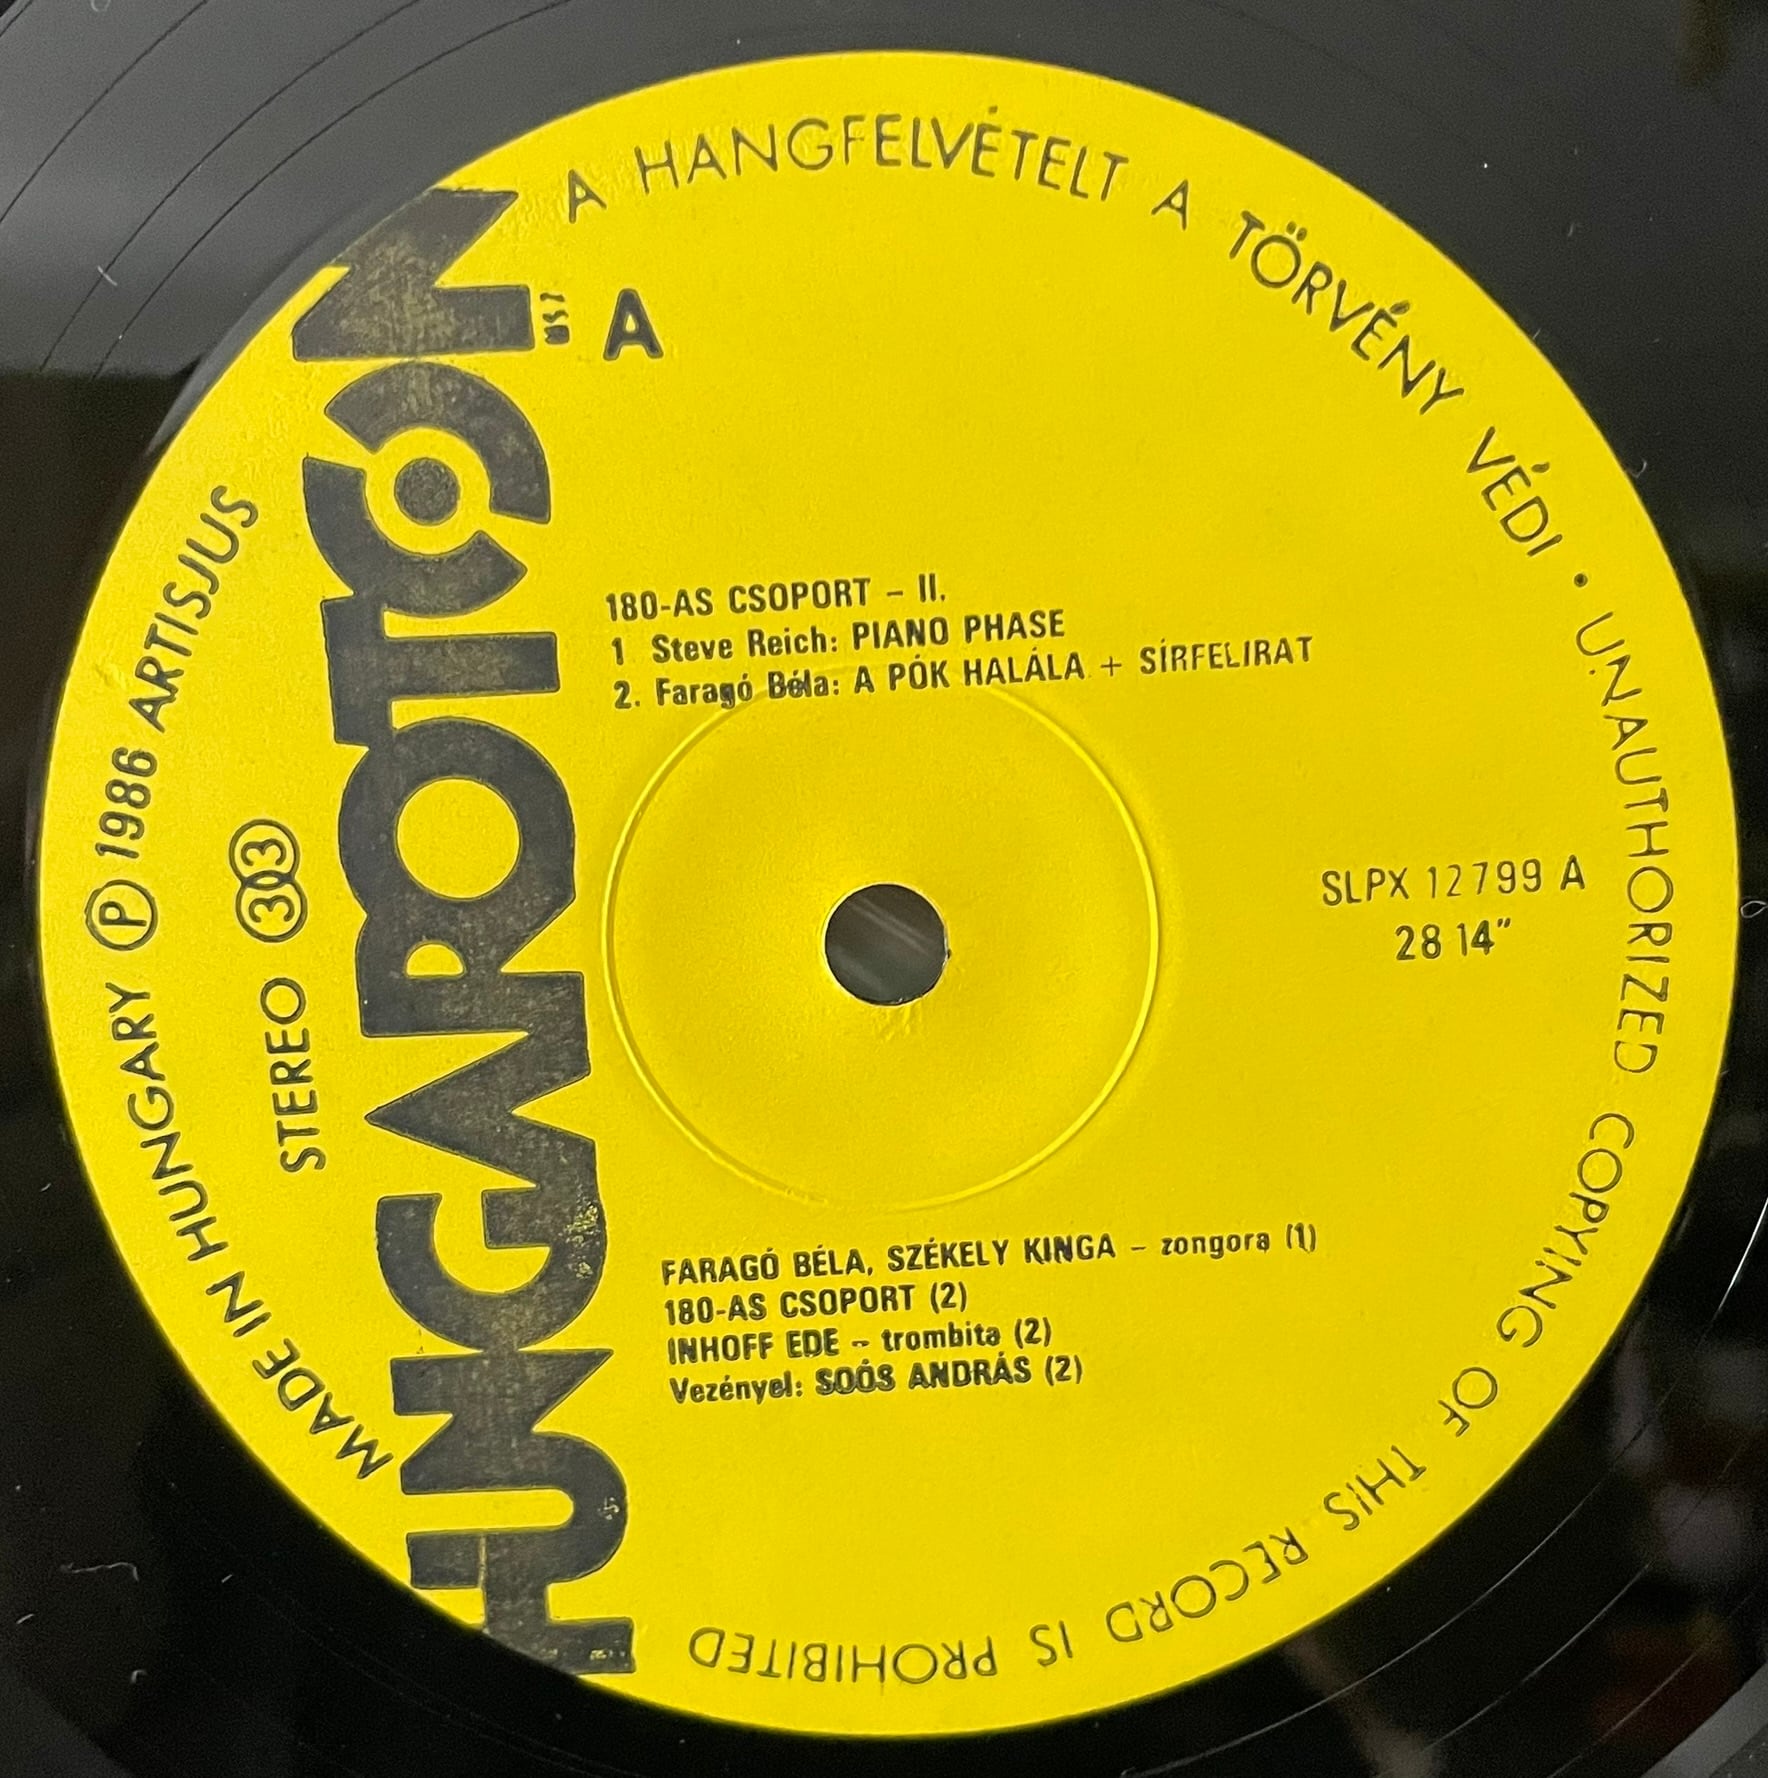 A HANGFELVÉTELT A TÖRVÉNY VÉDI · UNAUTHORIZED COPYING OF THIS RECORD IS PROHIBITED
MADE IN HUNGARY Ⓟ 1986 ARTISJUS
STEREO 33
HUNGAROTON
A
180-AS CSOPORT – II.
1 Steve Reich: PIANO PHASE
2. Faragó Béla: A PÓK HALÁLA + SÍRFELIRAT
SLPX 12799 A
28 14"
FARAGÓ BÉLA, SZÉKELY KINGA – zongora (1)
180-AS CSOPORT (2)
INHOFF EDE – trombita (2)
Vezényel: SOÓS ANDRÁS (2)